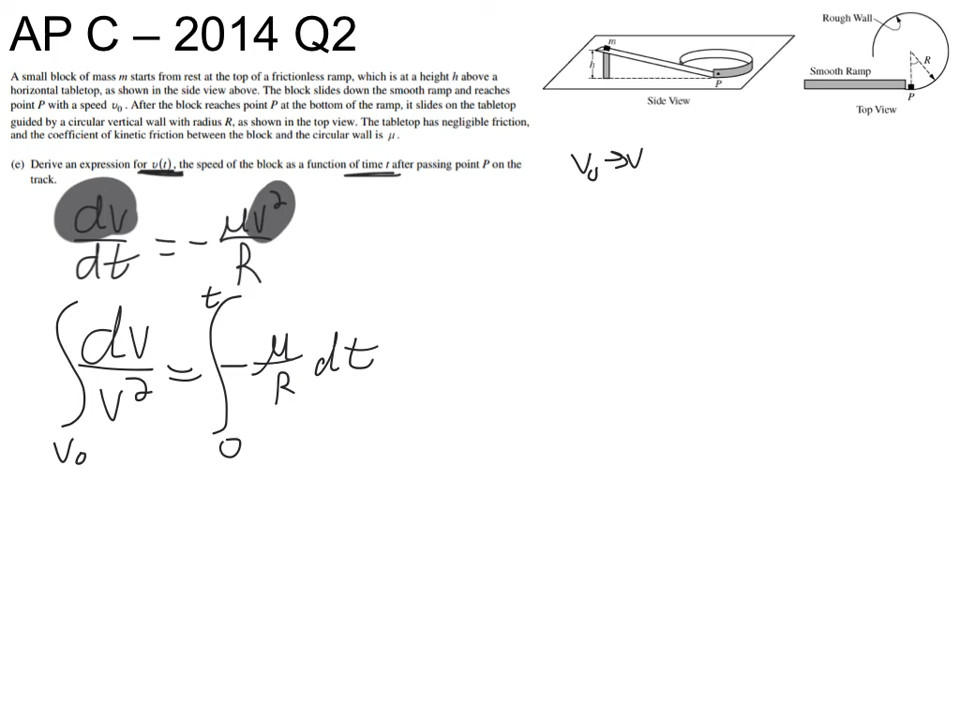 AP C – 2014 Q2
A small block of mass m starts from rest at the top of a frictionless ramp, which is at a height h above a
horizontal tabletop, as shown in the side view above. The block slides down the smooth ramp and reaches
point P with a speed v₀. After the block reaches point P at the bottom of the ramp, it slides on the tabletop
guided by a circular vertical wall with radius R, as shown in the top view. The tabletop has negligible friction,
and the coefficient of kinetic friction between the block and the circular wall is μ.
(e) Derive an expression for v(t), the speed of the block as a function of time t after passing point P on the
track.
m
h
P
Side View
Rough Wall
R
Smooth Ramp
P
Top View
V₀ → V
dv/dt = - μv²/R
∫_{V₀} dv/v² = ∫_0^t -μ/R dt